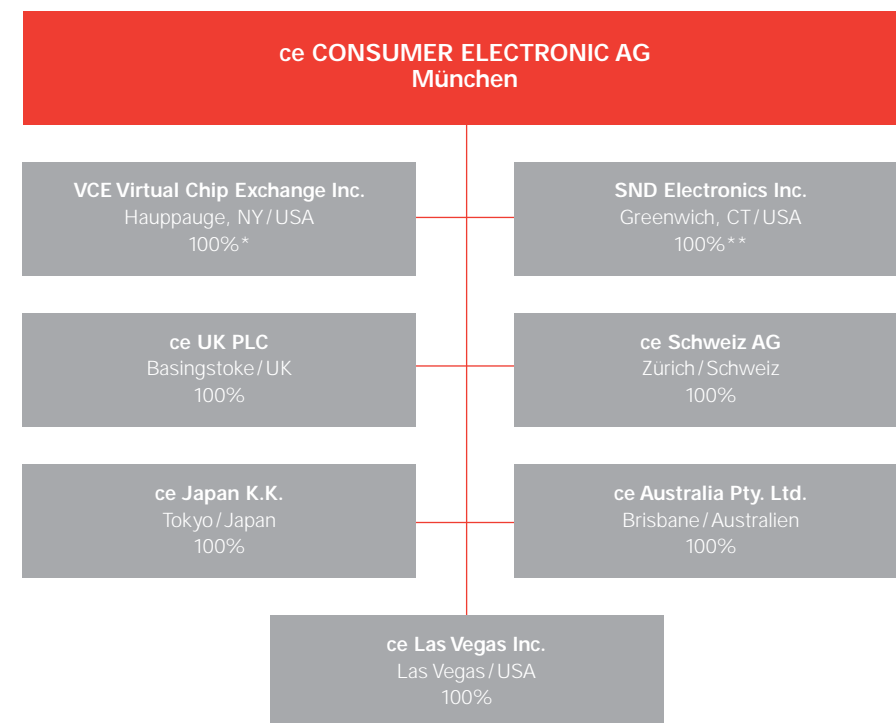 ce CONSUMER ELECTRONIC AG
München
VCE Virtual Chip Exchange Inc.
Hauppauge, NY/USA
100%*
SND Electronics Inc.
Greenwich, CT/USA
100%**
ce UK PLC
Basingstoke/UK
100%
ce Schweiz AG
Zürich/Schweiz
100%
ce Japan K.K.
Tokyo/Japan
100%
ce Australia Pty. Ltd.
Brisbane/Australien
100%
ce Las Vegas Inc.
Las Vegas/USA
100%